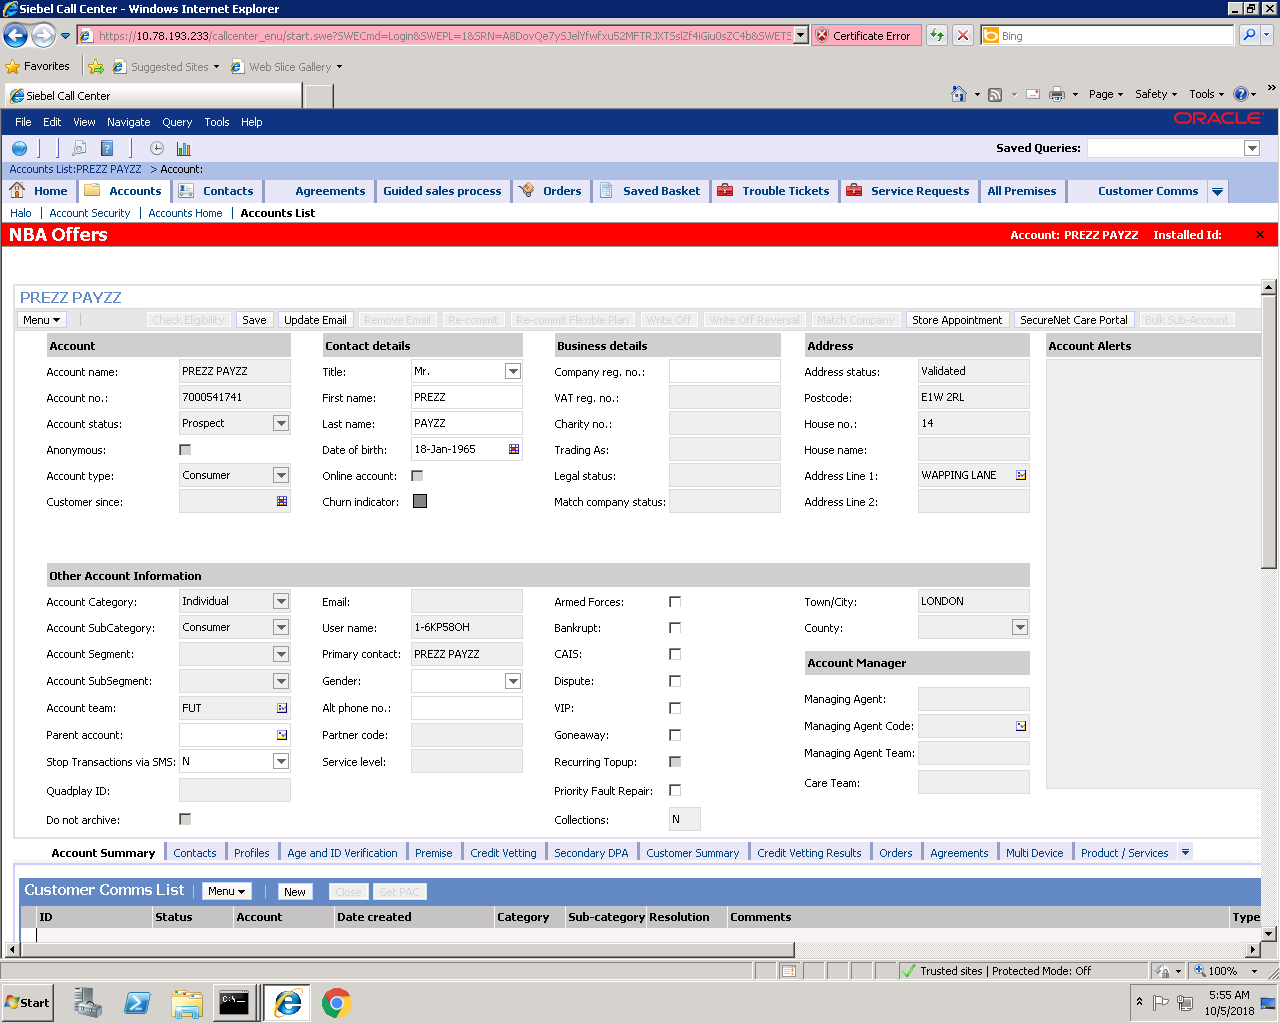 Siebel Call Center - Windows Internet Explorer
Certificate Error
Bing
Favorites
Suggested Sites
Web Slice Gallery
Siebel Call Center
Page
Safety
Tools
File Edit View Navigate Query Tools Help
ORACLE
Saved Queries:
Accounts List:PREZZ PAYZZ > Account:
Home Accounts Contacts Agreements Guided sales process Orders Saved Basket Trouble Tickets Service Requests All Premises Customer Comms
Halo | Account Security | Accounts Home | Accounts List
NBA Offers
Account: PREZZ PAYZZ Installed Id:
PREZZ PAYZZ
Menu Check Eligibility Save Update Email Remove Email Re-commit Re-commit Flexible Plan Write Off Write Off Reversal Match Company Store Appointment SecureNet Care Portal Bulk Sub-Account
Account Contact details Business details Address Account Alerts
Account name: PREZZ PAYZZ Title: Mr. Company reg. no.: Address status: Validated
Account no.: 7000541741 First name: PREZZ VAT reg. no.: Postcode: E1W 2RL
Account status: Prospect Last name: PAYZZ Charity no.: House no.: 14
Anonymous: Date of birth: 18-Jan-1965 Trading As: House name:
Account type: Consumer Online account: Legal status: Address Line 1: WAPPING LANE
Customer since: Churn indicator: Match company status: Address Line 2:
Other Account Information
Account Category: Individual Email: Armed Forces: Town/City: LONDON
Account SubCategory: Consumer User name: 1-6KP58OH Bankrupt: County:
Account Segment: Primary contact: PREZZ PAYZZ CAIS: Account Manager
Account SubSegment: Gender: Dispute:
Managing Agent:
Account team: FUT Alt phone no.: VIP:
Managing Agent Code:
Parent account: Partner code: Goneaway:
Managing Agent Team:
Stop Transactions via SMS: N Service level: Recurring Topup:
Care Team:
Quadplay ID: Priority Fault Repair:
Do not archive: Collections: N
Account Summary Contacts Profiles Age and ID Verification Premise Credit Vetting Secondary DPA Customer Summary Credit Vetting Results Orders Agreements Multi Device Product / Services
Customer Comms List Menu New Close Get PAC
ID Status Account Date created Category Sub-category Resolution Comments Type
Trusted sites | Protected Mode: Off
100%
Start
5:55 AM
10/5/2018